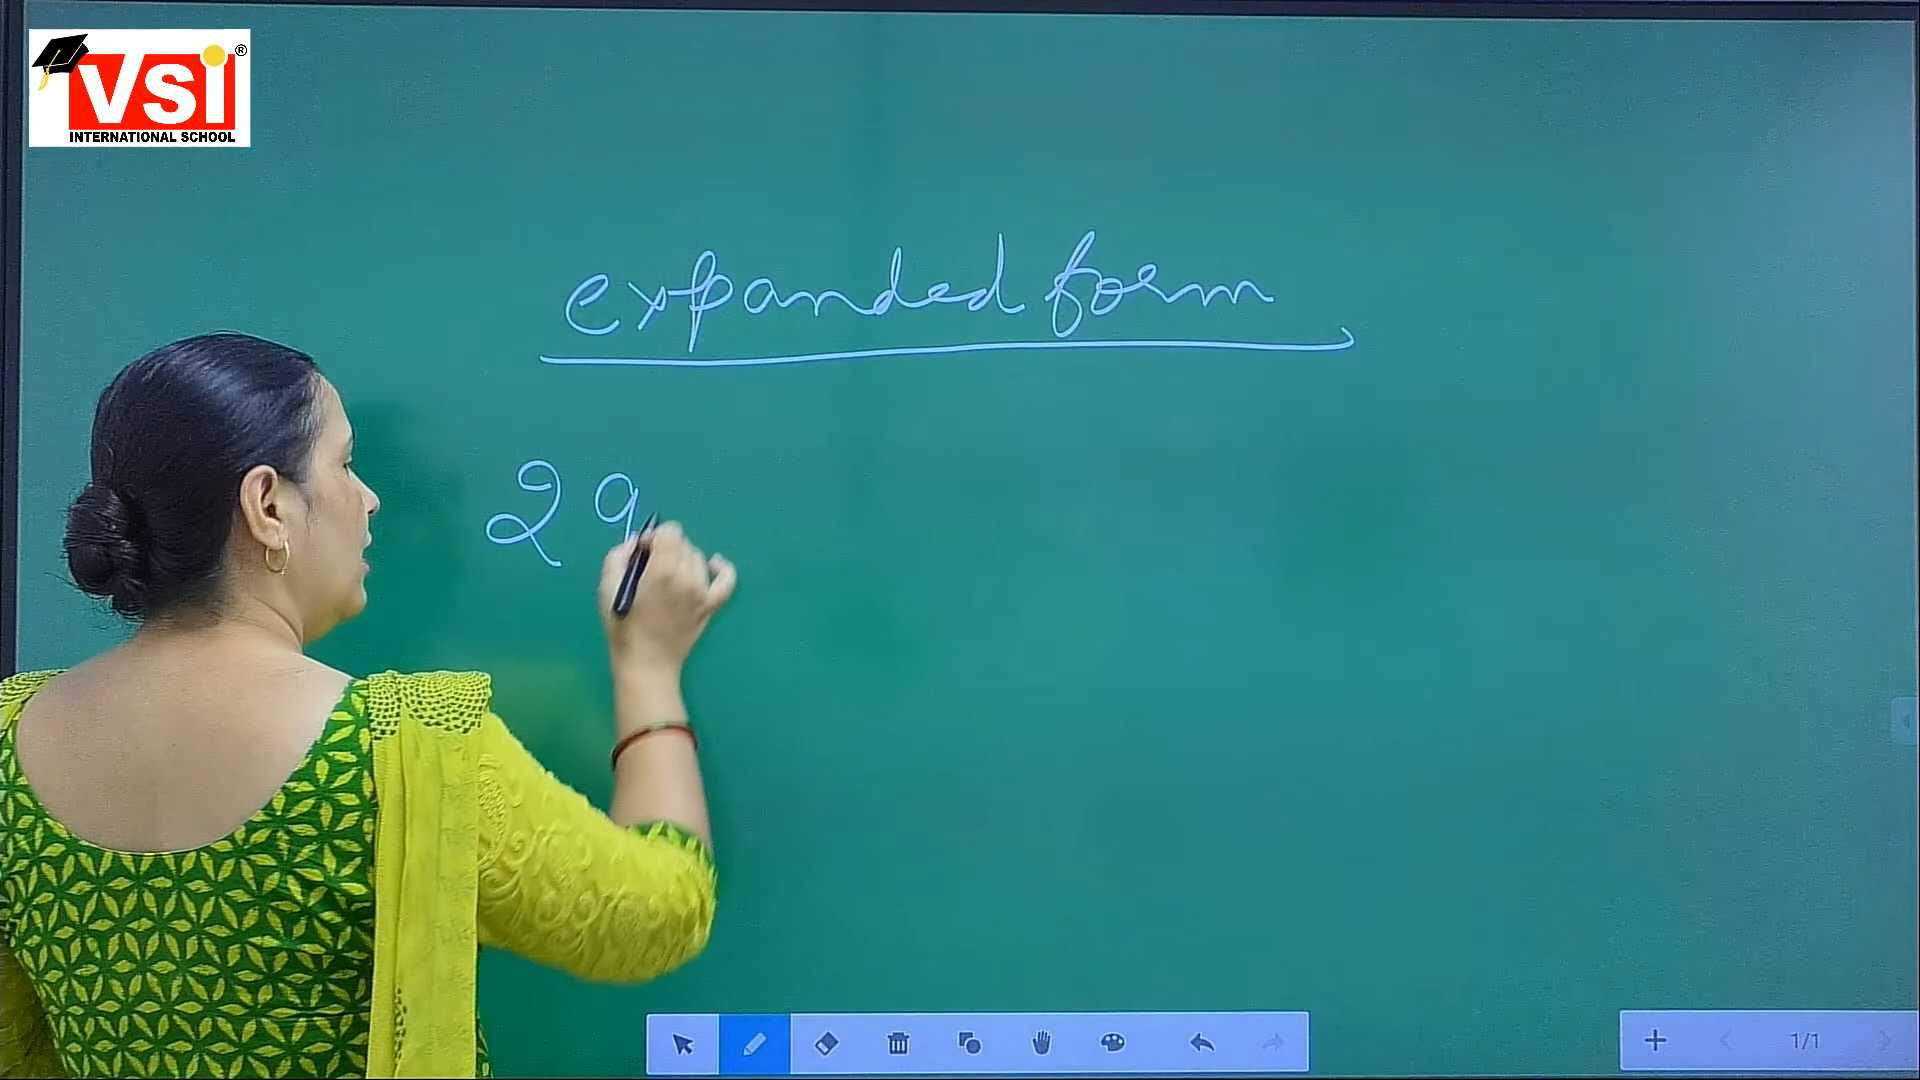 VSI®
INTERNATIONAL SCHOOL
expanded form
29
1/1